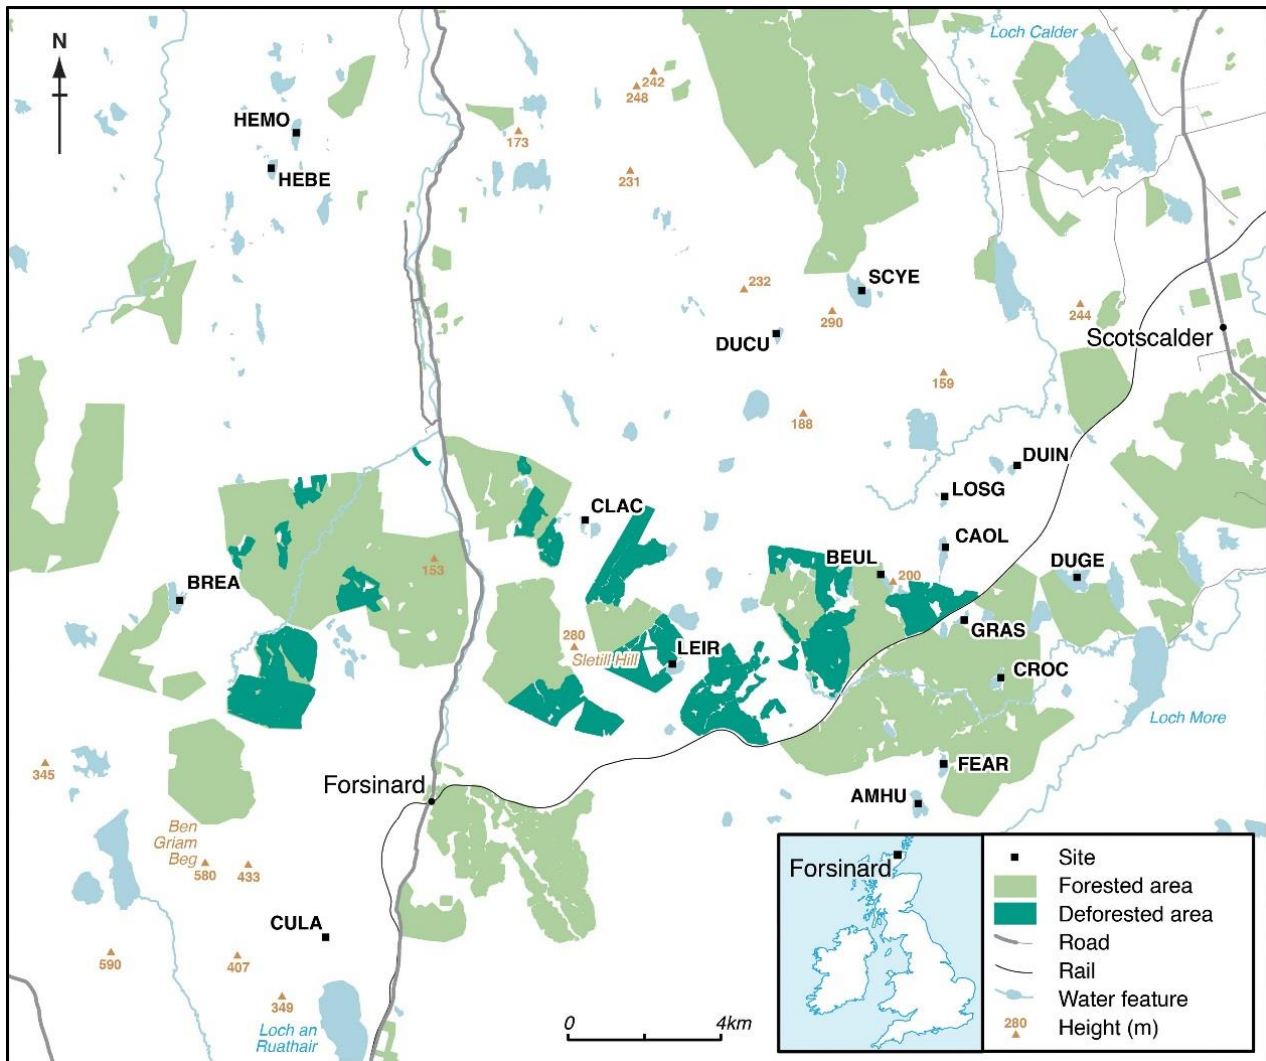 N
Loch Calder
242
248
HEMO
173
HEBE
231
SCYE
232
290
244
DUCU
Scotscalder
159
188
DUIN
LOSG
CLAC
CAOL
BEUL
200
DUGE
153
BREA
GRAS
280
Sletill Hill
LEIR
CROC
Loch More
345
FEAR
Forsinard
AMHU
Ben
Griam
Beg
580
433
CULA
590
407
349
Loch an
Ruathair
0
4km
Forsinard
Site
Forested area
Deforested area
Road
Rail
Water feature
280
Height (m)